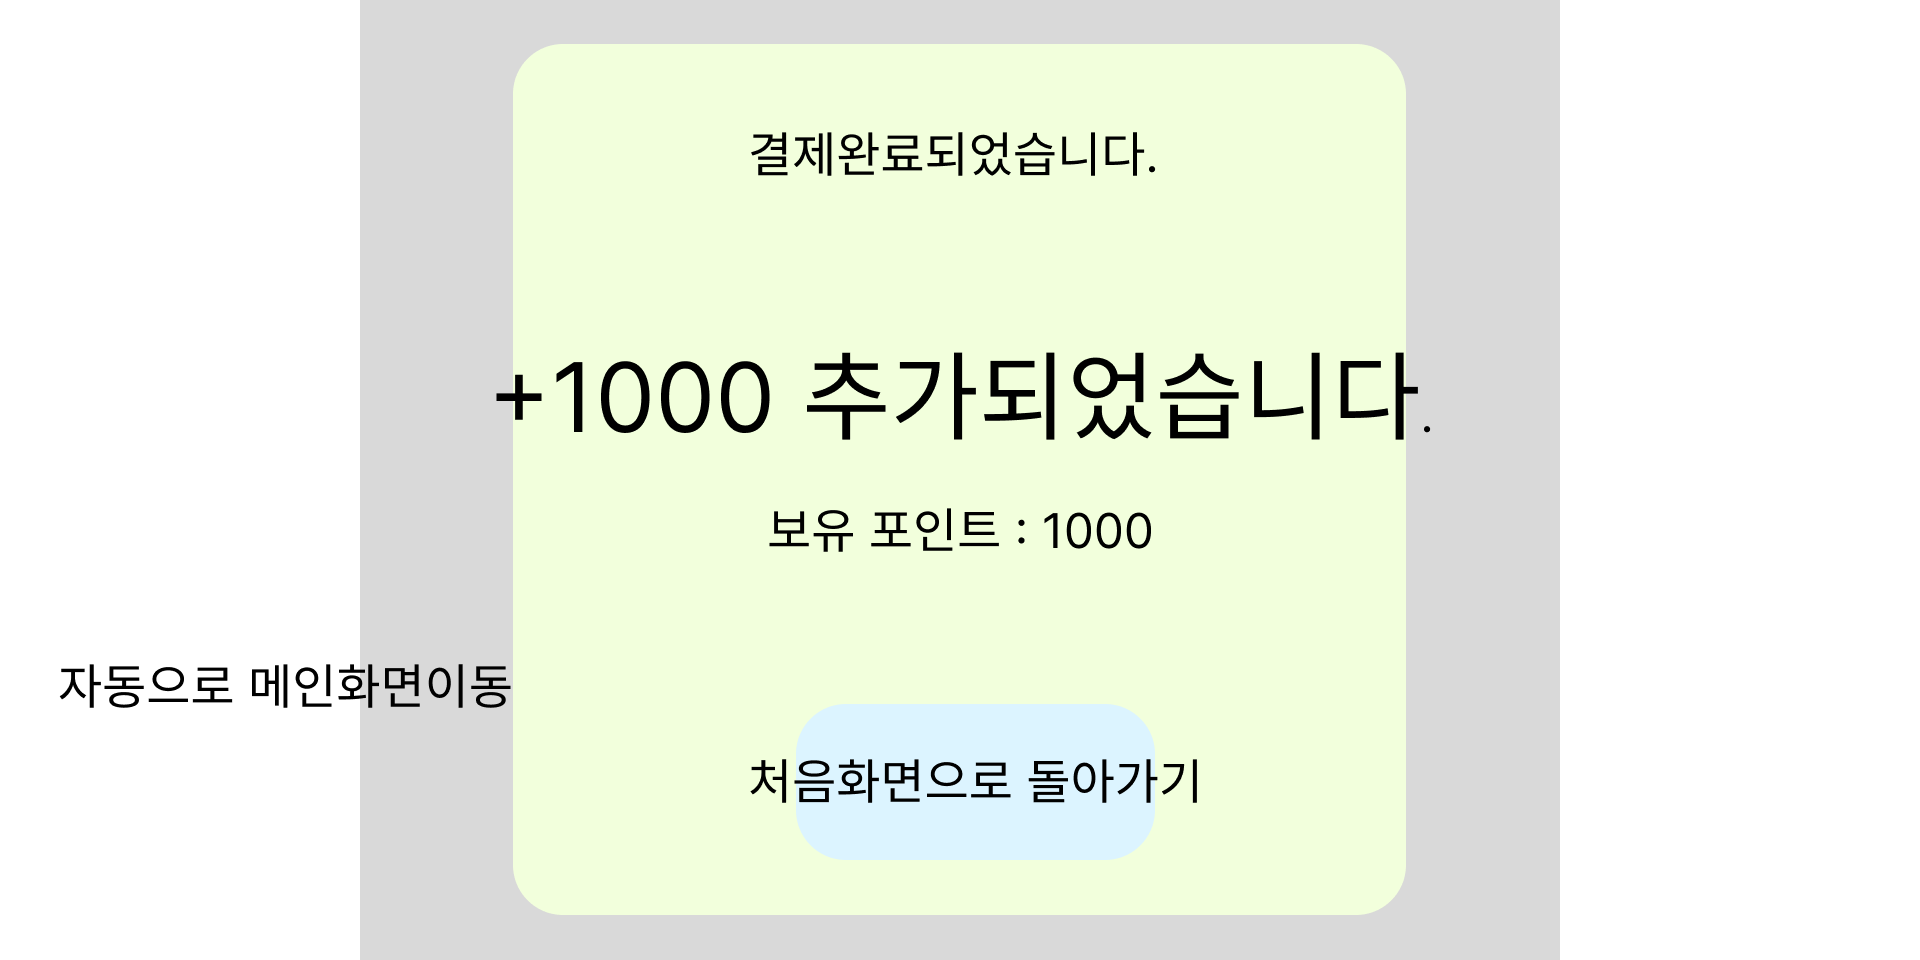 결제완료되었습니다.
+1000 추가되었습니다.
보유 포인트 : 1000
자동으로 메인화면이동
처음화면으로 돌아가기